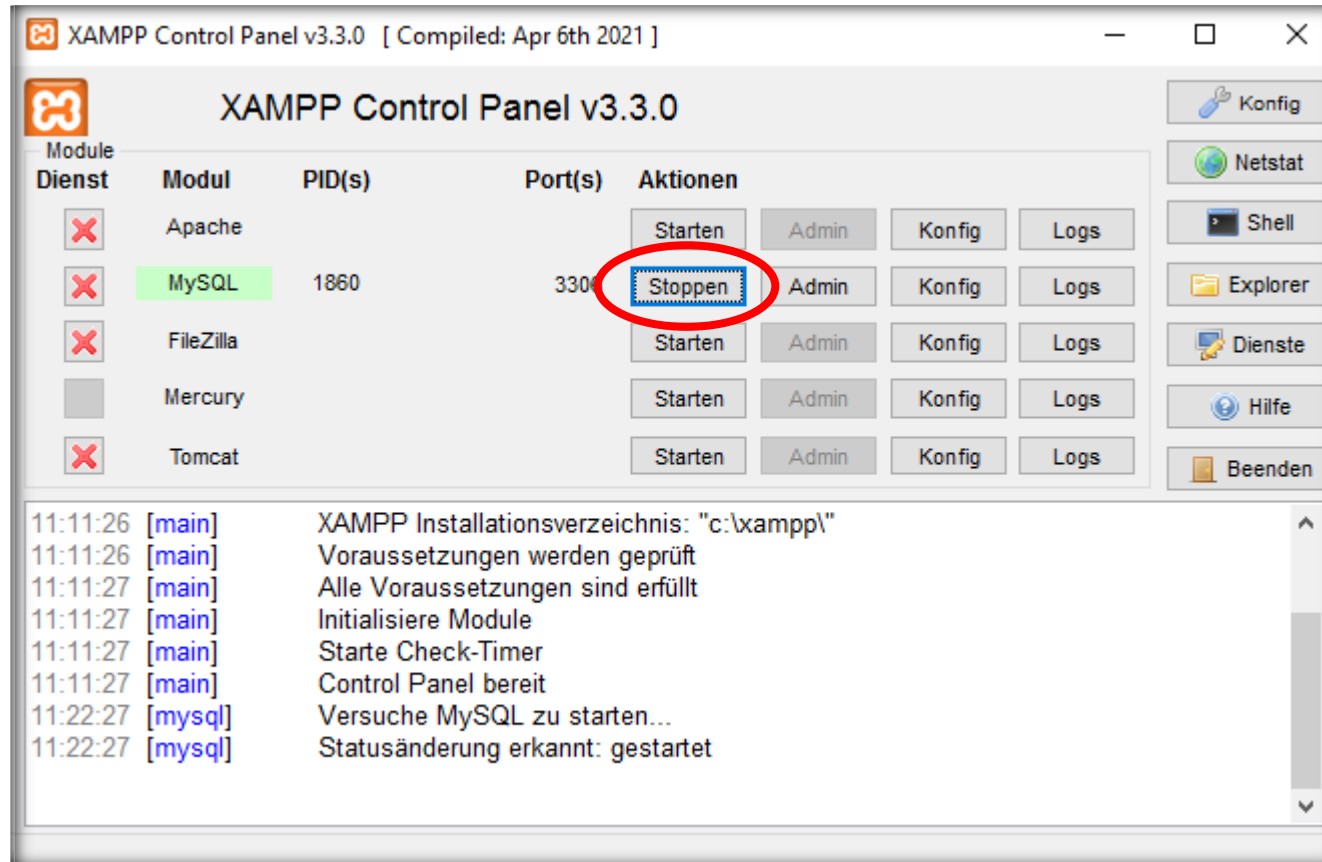 XAMPP Control Panel v3.3.0 [ Compiled: Apr 6th 2021 ]
XAMPP Control Panel v3.3.0
Konfig
Module
Netstat
Dienst Modul PID(s) Port(s) Aktionen
Apache Starten Admin Konfig Logs
Shell
MySQL 1860 3306 Stoppen Admin Konfig Logs
Explorer
FileZilla Starten Admin Konfig Logs
Dienste
Mercury Starten Admin Konfig Logs
Hilfe
Tomcat Starten Admin Konfig Logs
Beenden
11:11:26 [main] XAMPP Installationsverzeichnis: "c:\xampp\"
11:11:26 [main] Voraussetzungen werden geprüft
11:11:27 [main] Alle Voraussetzungen sind erfüllt
11:11:27 [main] Initialisiere Module
11:11:27 [main] Starte Check-Timer
11:11:27 [main] Control Panel bereit
11:22:27 [mysql] Versuche MySQL zu starten...
11:22:27 [mysql] Statusänderung erkannt: gestartet